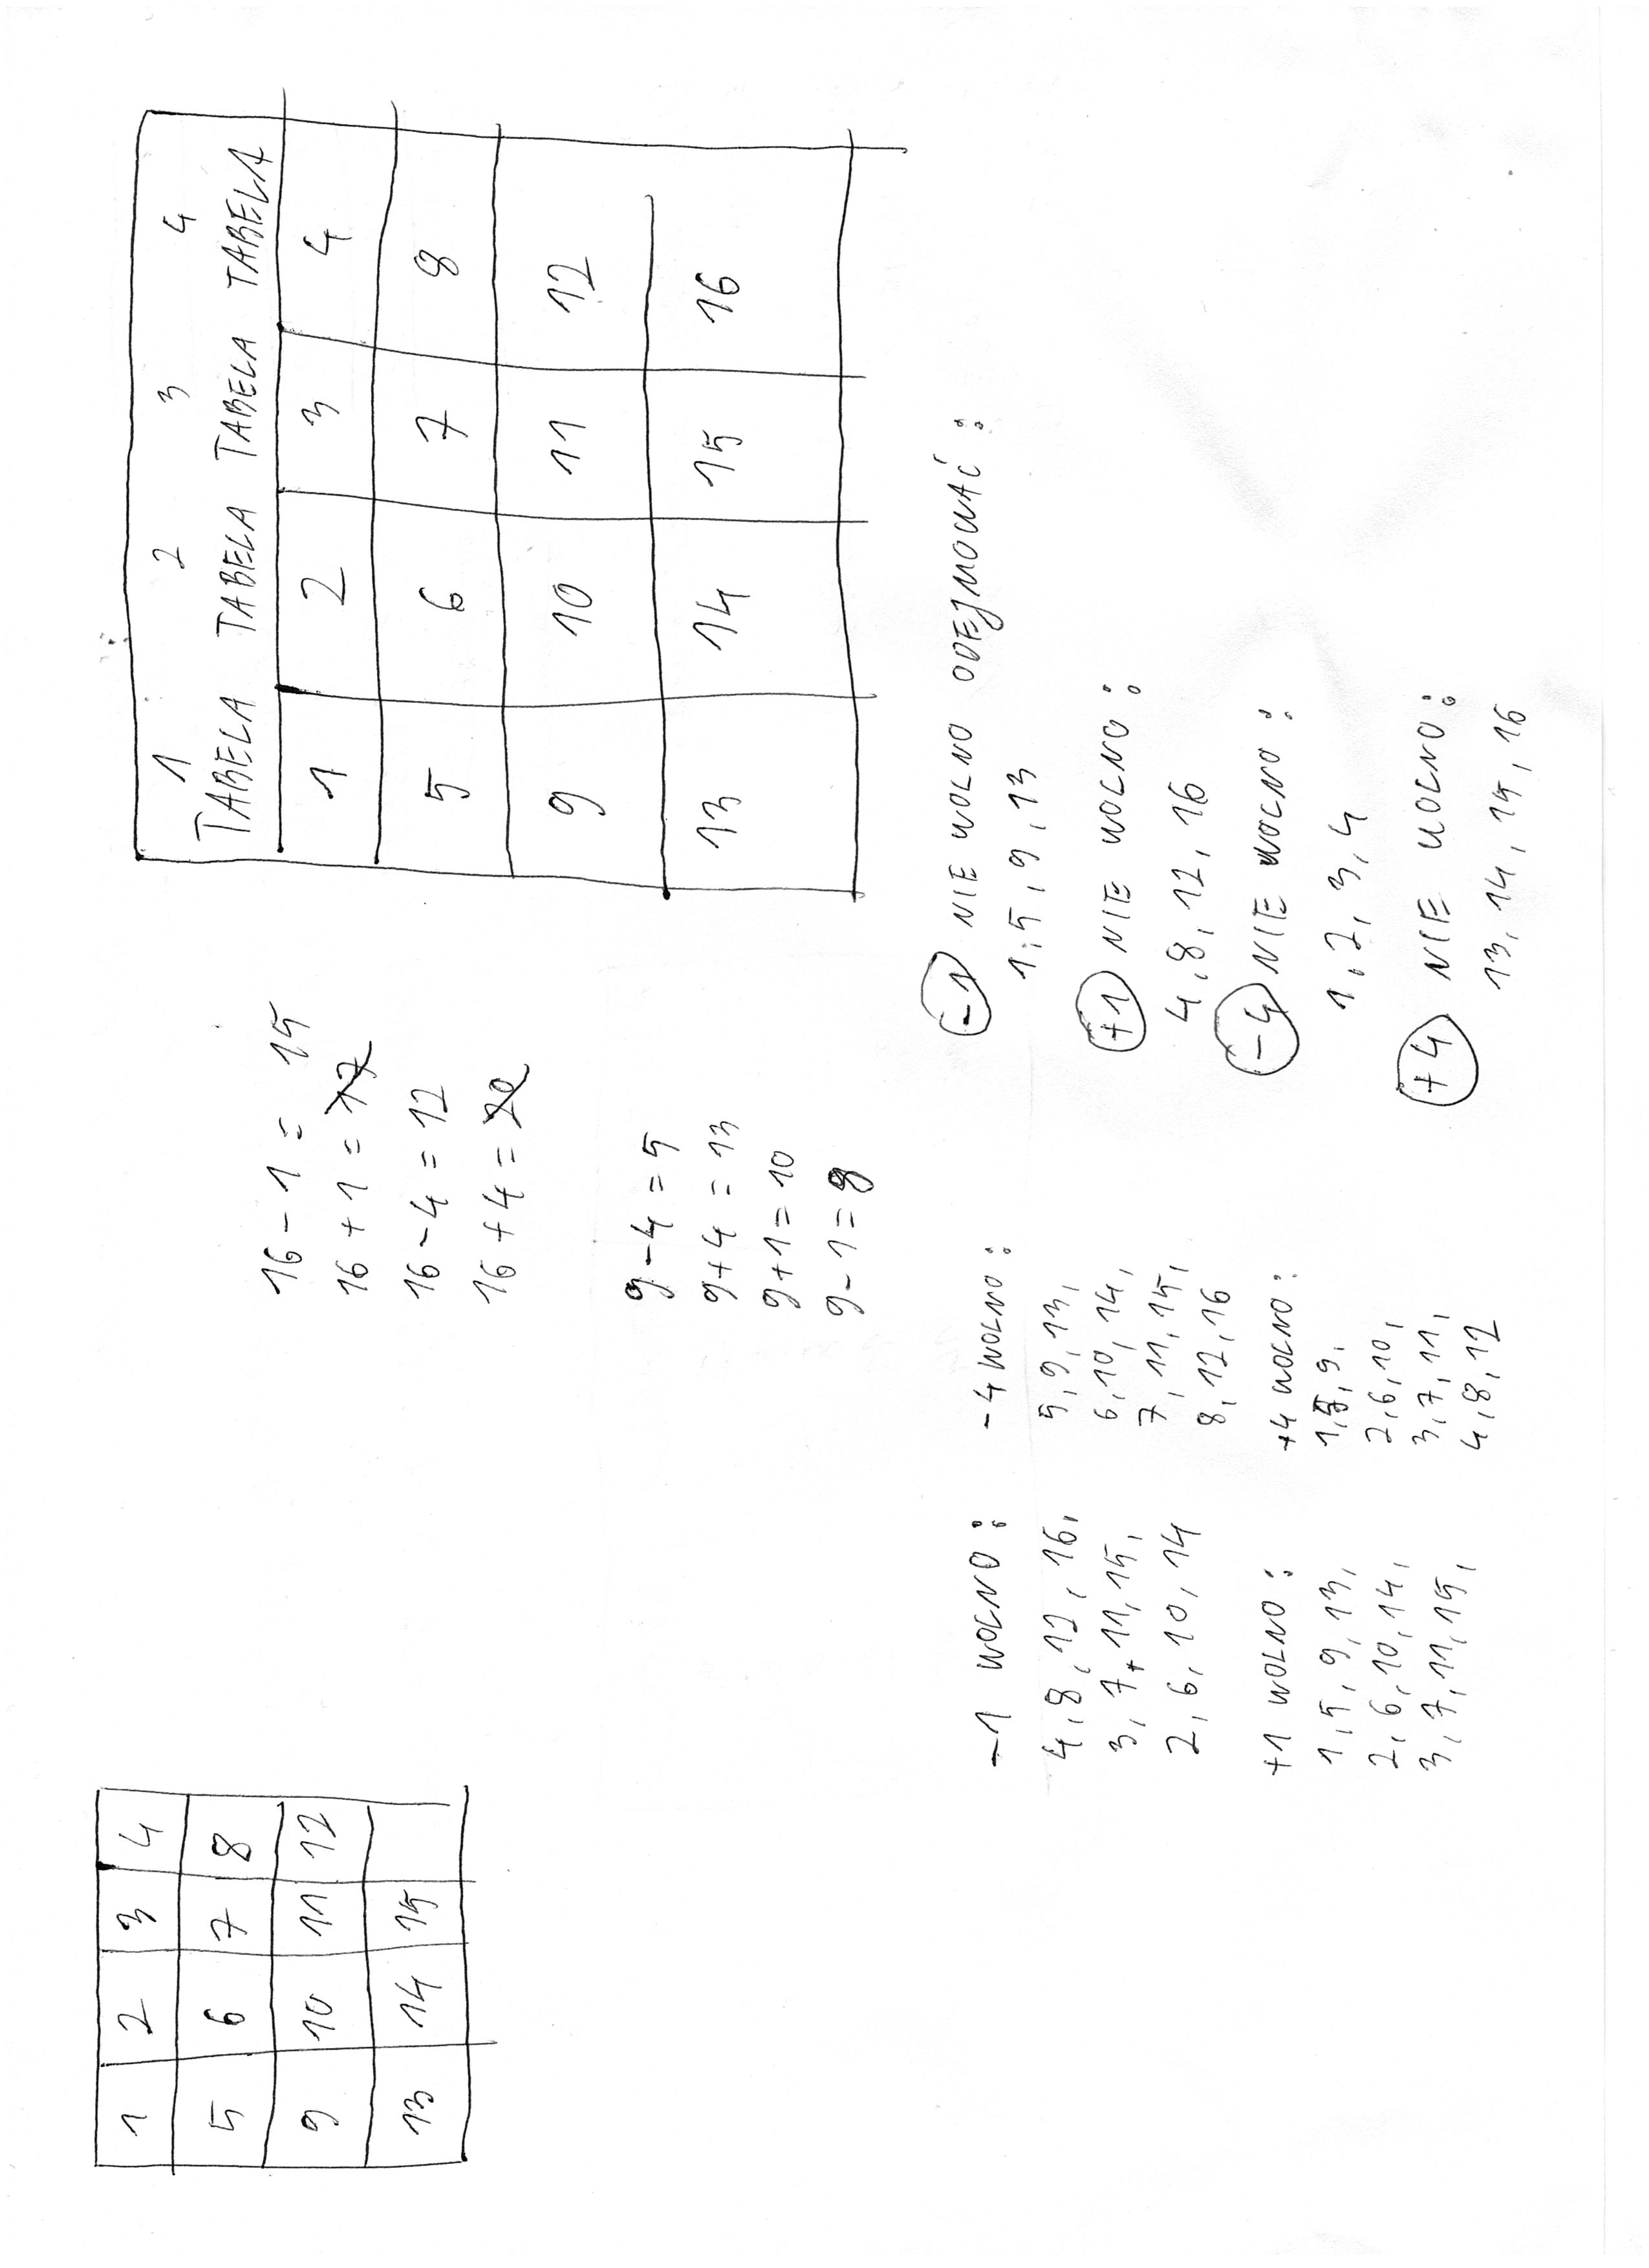 1 2 3 4
5 6 7 8
9 10 11 12
13 14 15
16 - 1 = 15
16 + 1 = 17
16 - 4 = 12
16 + 4 = 20
9 - 4 = 5
9 + 4 = 13
9 + 1 = 10
9 - 1 = 8
1 2 3 4
TABELA TABELA TABELA TABELA
1 2 3 4
5 6 7 8
9 10 11 12
13 14 15 16
-1 WOLNO:
4, 8, 12, 16,
3, 7, 11, 15,
2, 6, 10, 14
-4 WOLNO:
5, 9, 13,
6, 10, 14,
7, 11, 15,
8, 12, 16
+1 WOLNO:
1, 5, 9, 13,
2, 6, 10, 14,
3, 7, 11, 15,
+4 WOLNO:
1, 5, 9,
2, 6, 10,
3, 7, 11,
4, 8, 12
-1 NIE WOLNO ODEJMOWAĆ:
1, 5, 9, 13
+1 NIE WOLNO:
4, 8, 12, 16
-4 NIE WOLNO:
1, 2, 3, 4
+4 NIE WOLNO:
13, 14, 15, 16